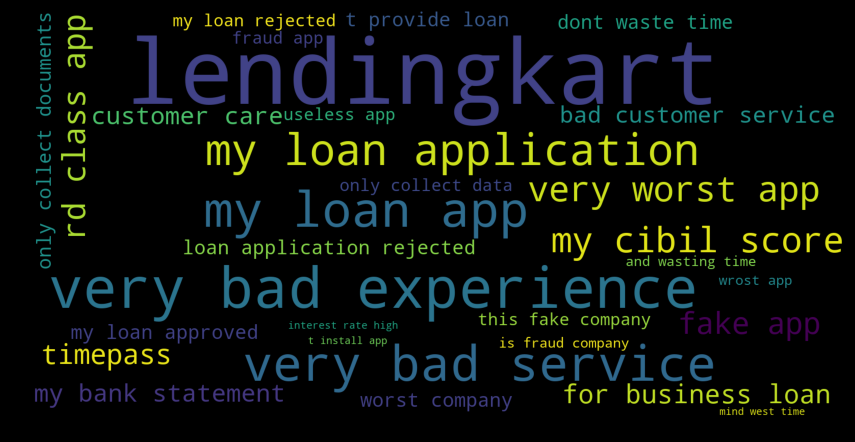 my loan rejected
t provide loan
dont waste time
fraud app
lendingkart
only collect documents
rd class app
customer care
useless app
bad customer service
my loan application
only collect data
very worst app
my loan app
my cibil score
loan application rejected
and wasting time
very bad experience
wrost app
my loan approved
interest rate high
this fake company
fake app
t install app
is fraud company
timepass
very bad service
my bank statement
worst company
for business loan
mind west time